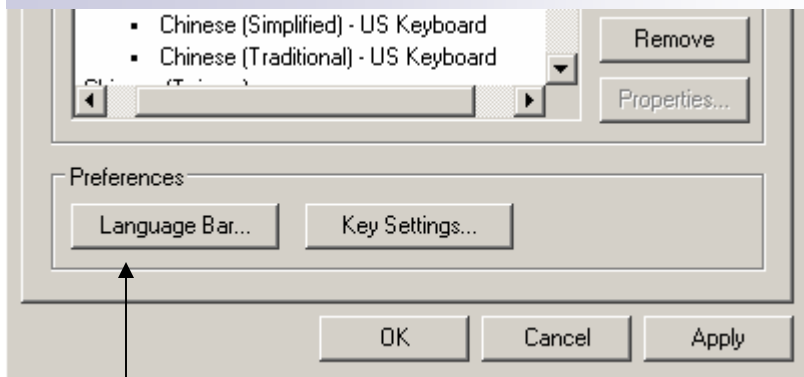 Chinese (Simplified) - US Keyboard
Chinese (Traditional) - US Keyboard
Remove
Properties...
Preferences
Language Bar...
Key Settings...
OK
Cancel
Apply